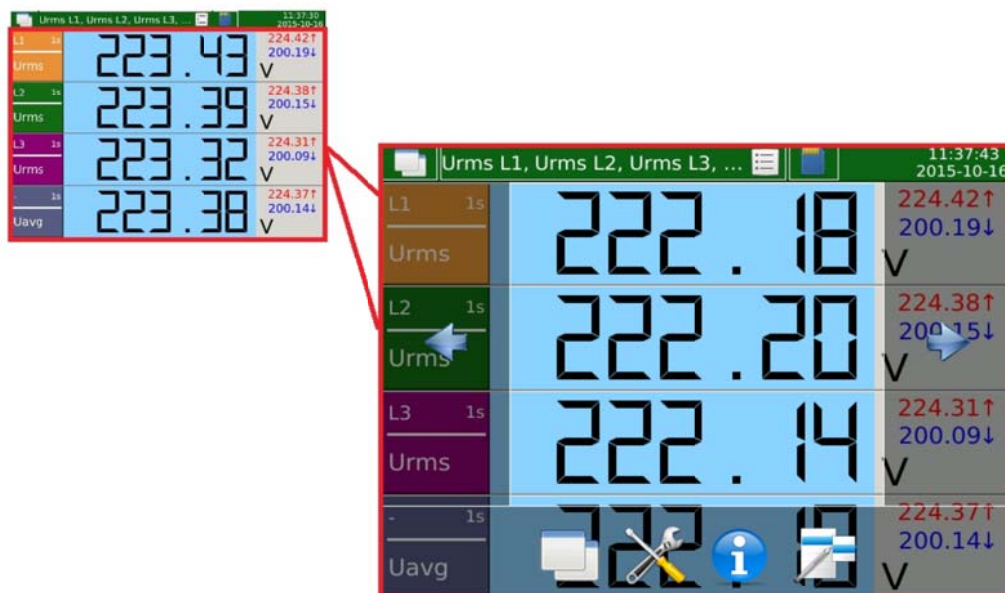 Urms L1, Urms L2, Urms L3, ...
11:37:30
2015-10-16
L1 1s
Urms
223.43
224.42↑
200.19↓
V
L2 1s
Urms
223.39
224.38↑
200.15↓
V
L3 1s
Urms
223.32
224.31↑
200.09↓
V
- 1s
Uavg
223.38
224.37↑
200.14↓
V
Urms L1, Urms L2, Urms L3, ...
11:37:43
2015-10-16
L1 1s
Urms
222.18
224.42↑
200.19↓
V
L2 1s
Urms
222.20
224.38↑
200.15↓
V
L3 1s
Urms
222.14
224.31↑
200.09↓
V
- 1s
Uavg
224.37↑
200.14↓
V